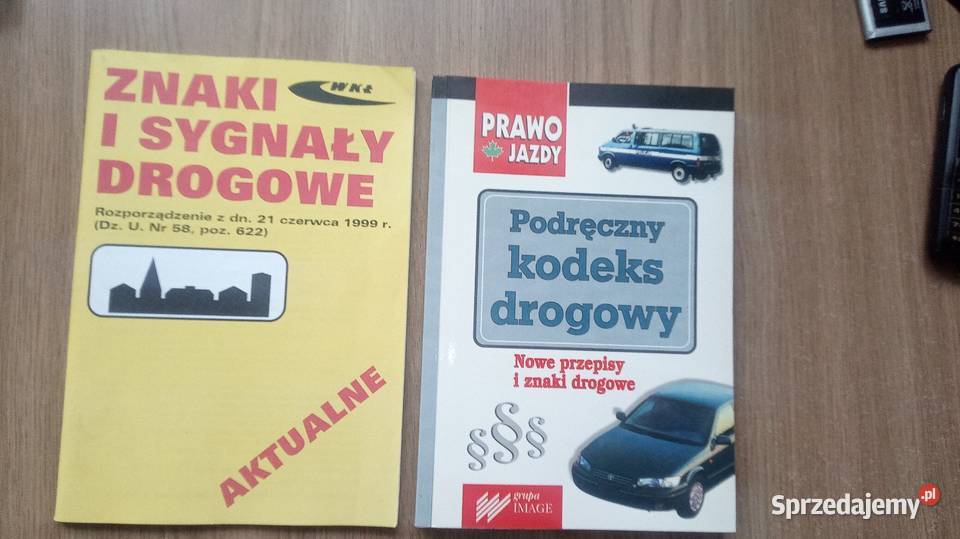 ZNAKI
I SYGNAŁY
DROGOWE
WKŁ
Rozporządzenie z dn. 21 czerwca 1999 r.
(Dz. U. Nr 58, poz. 622)
AKTUALNE
PRAWO
JAZDY
Podręczny
kodeks
drogowy
Nowe przepisy
i znaki drogowe
§§§
grupa
IMAGE
Sprzedajemy.pl